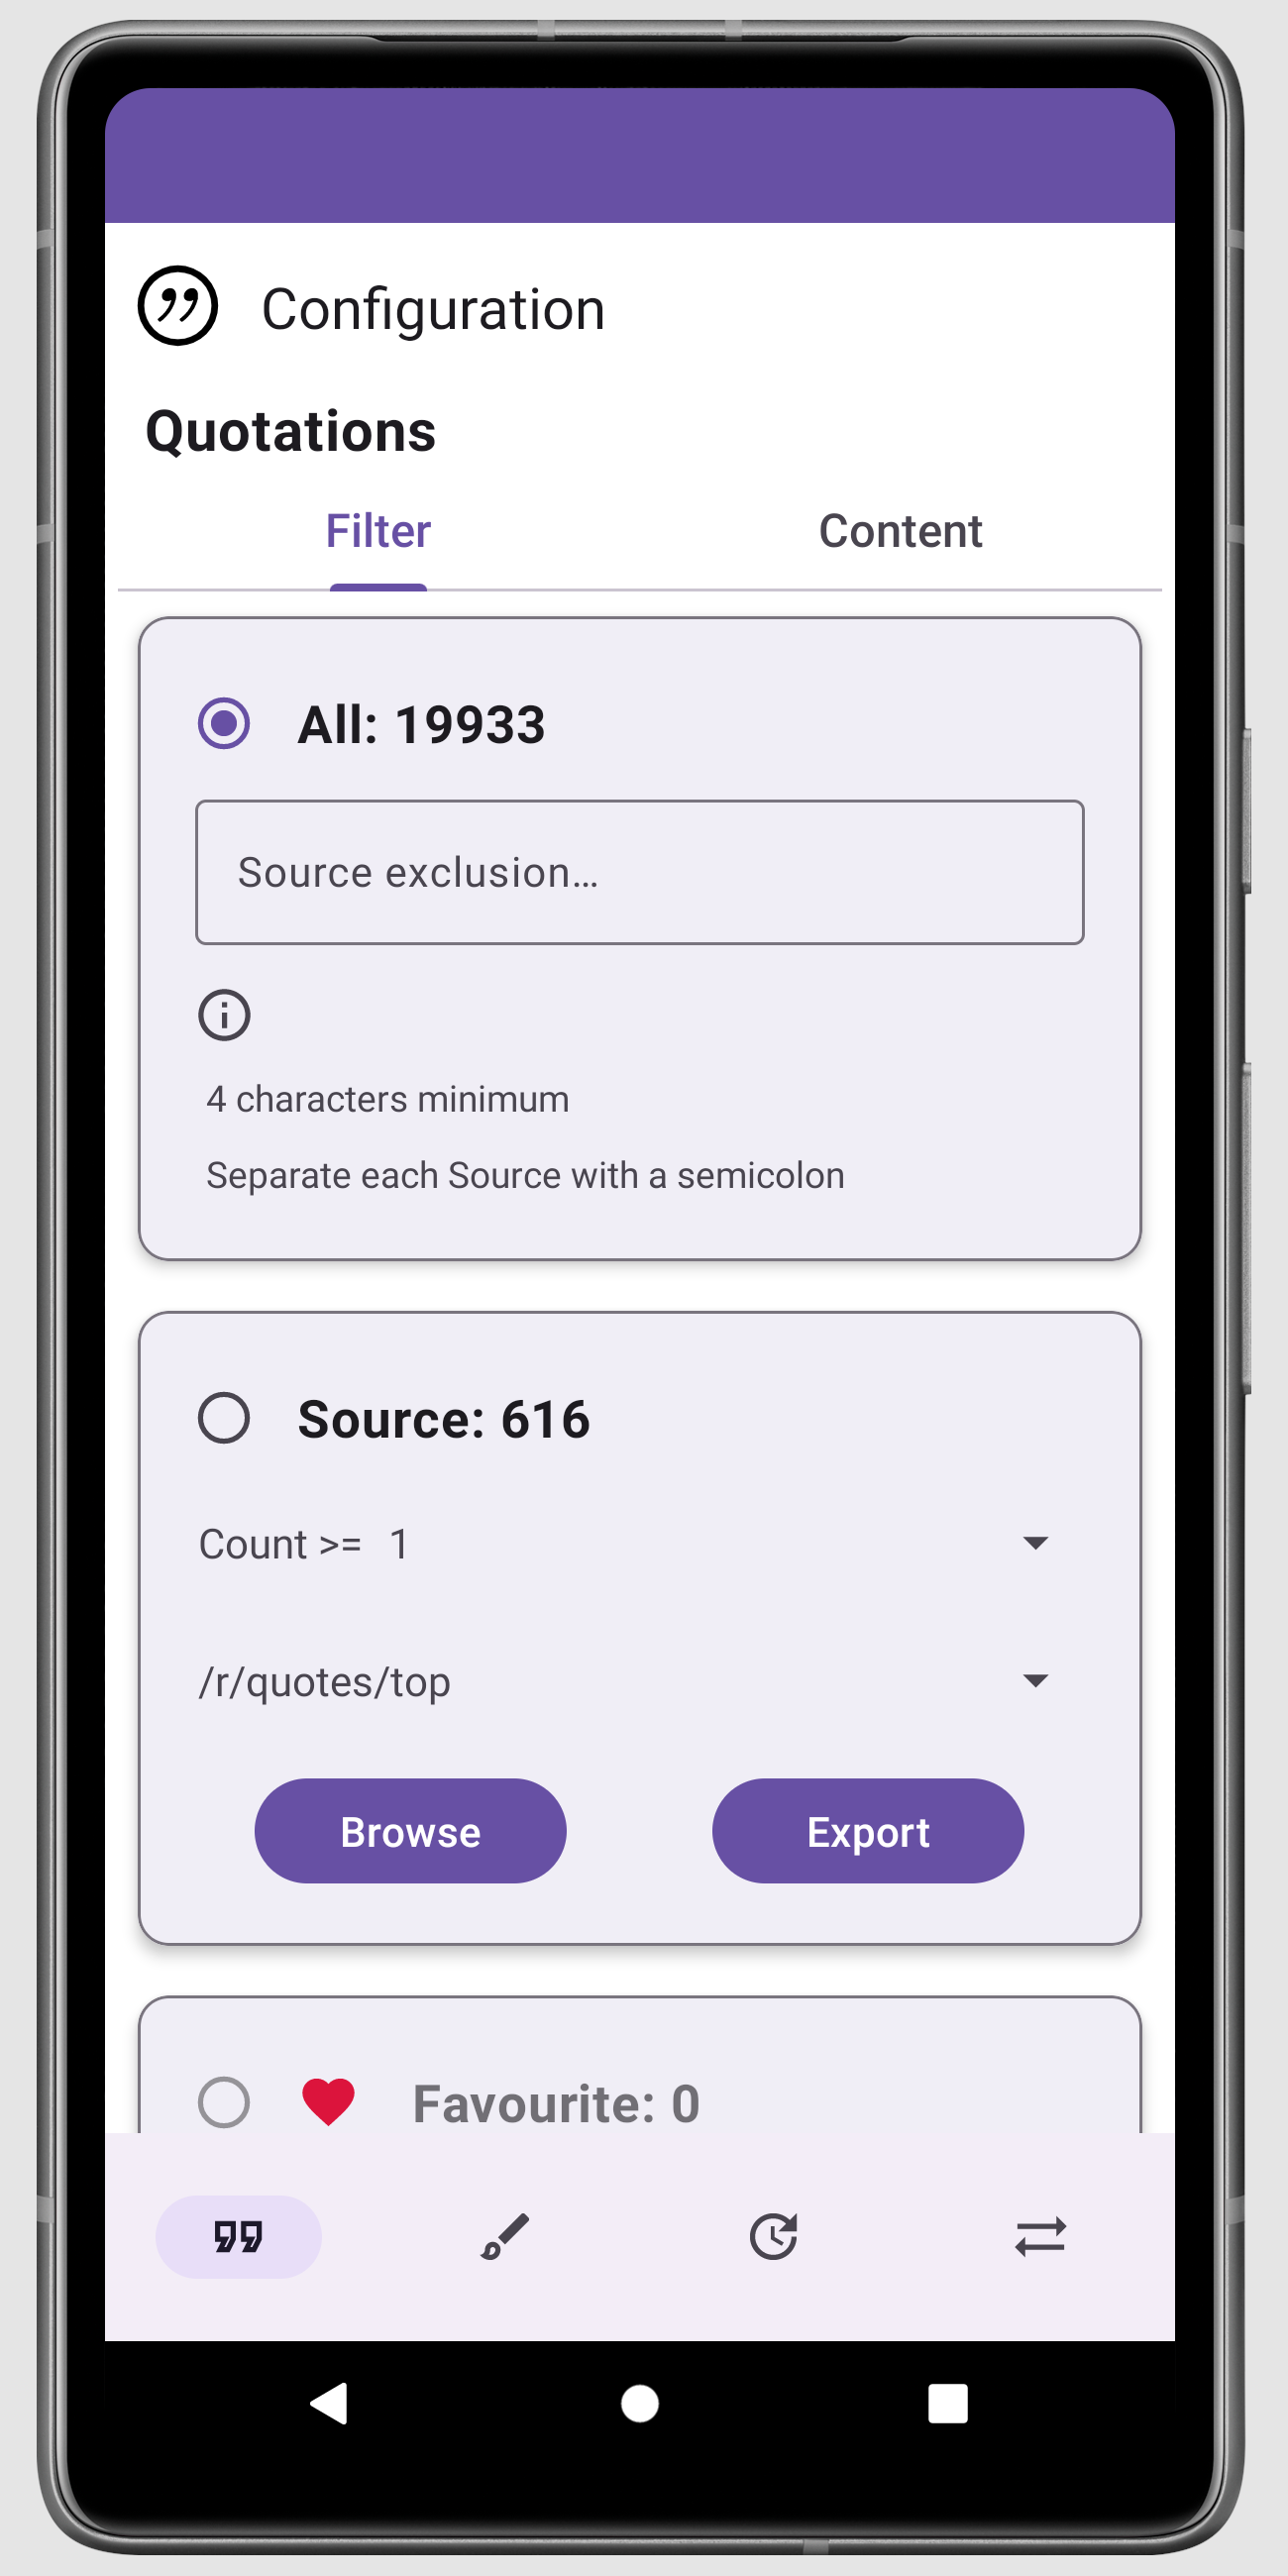 Configuration
Quotations
Filter
Content
All: 19933
Source exclusion…
4 characters minimum
Separate each Source with a semicolon
Source: 616
Count >= 1
/r/quotes/top
Browse
Export
Favourite: 0